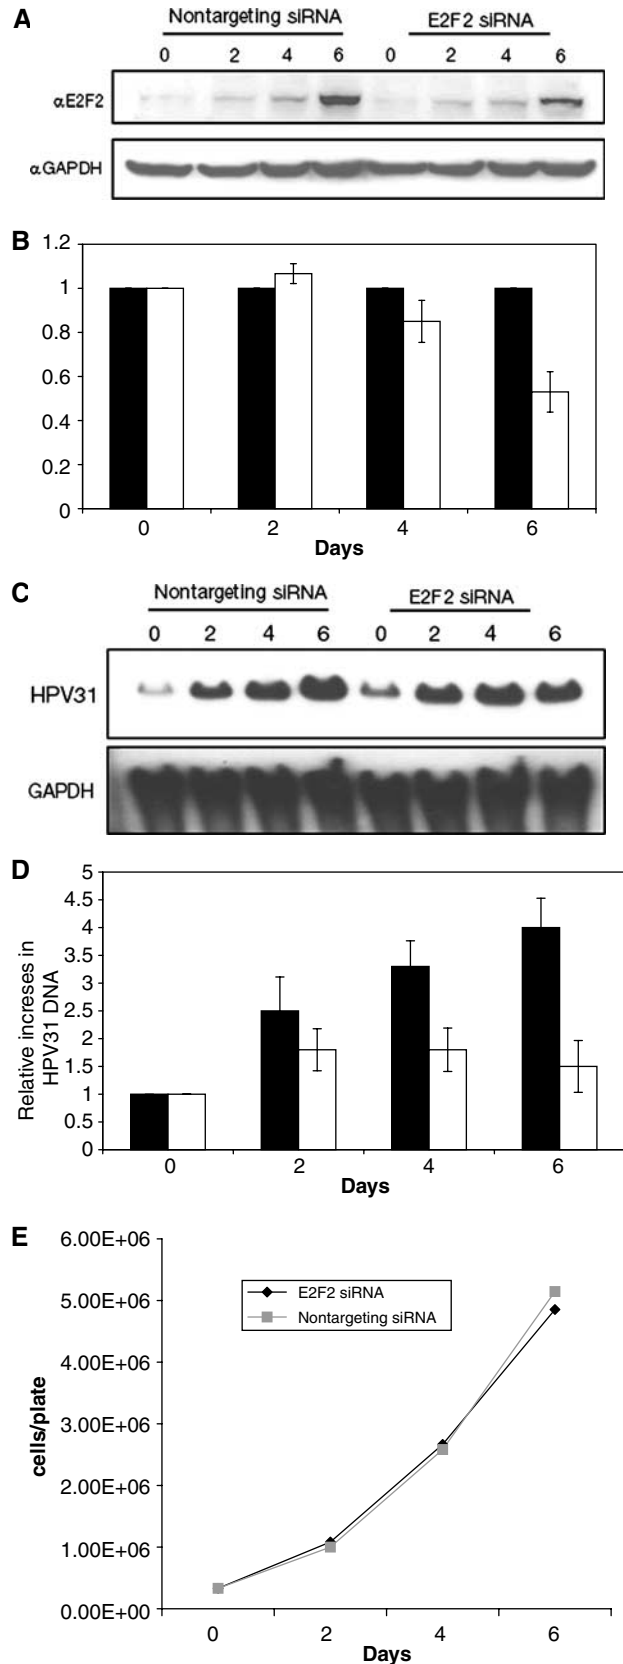 A
Nontargeting siRNA E2F2 siRNA
0 2 4 6 0 2 4 6
αE2F2
αGAPDH
B
1.2
1
0.8
0.6
0.4
0.2
0
0 2 4 6
Days
C
Nontargeting siRNA E2F2 siRNA
0 2 4 6 0 2 4 6
HPV31
GAPDH
D
Relative increses in
HPV31 DNA
5
4.5
4
3.5
3
2.5
2
1.5
1
0.5
0
0 2 4 6
Days
E
cells/plate
6.00E+06
5.00E+06
4.00E+06
3.00E+06
2.00E+06
1.00E+06
0.00E+00
E2F2 siRNA
Nontargeting siRNA
0 2 4 6
Days